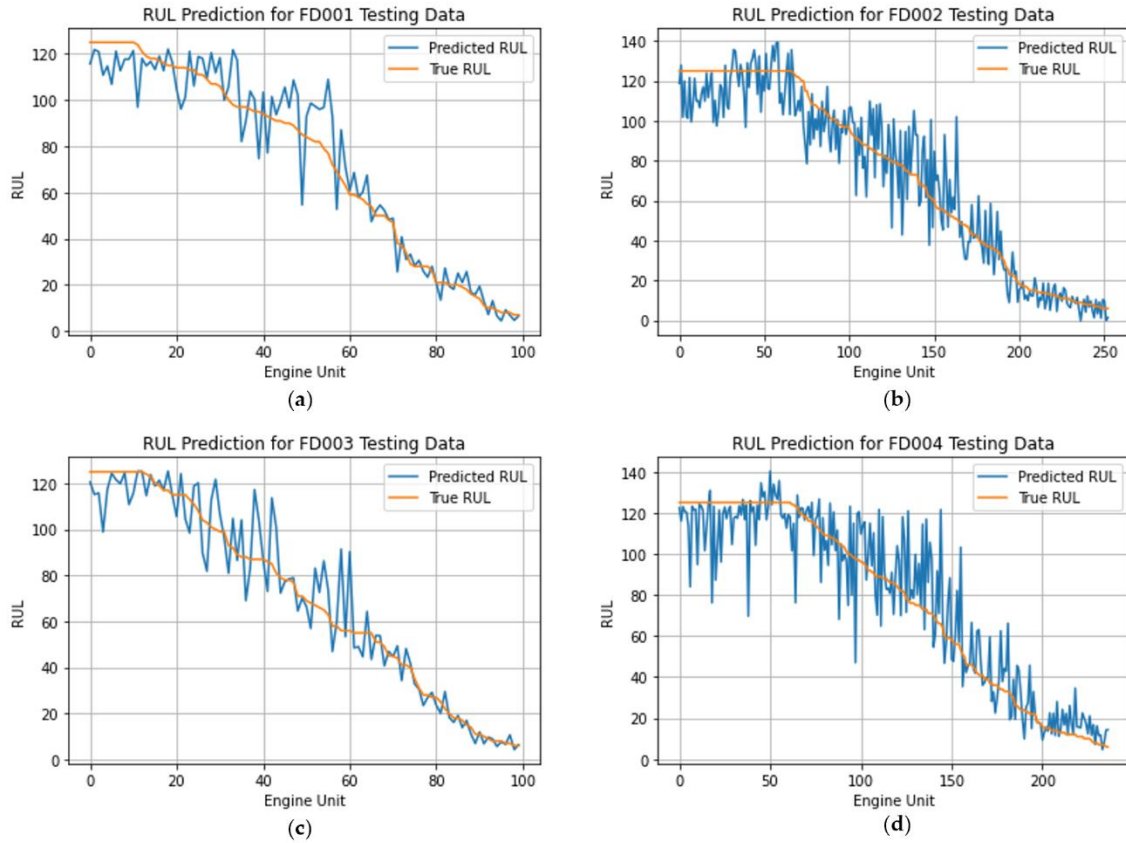 RUL Prediction for FD001 Testing Data
Predicted RUL
True RUL
RUL
120
100
80
60
40
20
0
0 20 40 60 80 100
Engine Unit
(a)
RUL Prediction for FD002 Testing Data
Predicted RUL
True RUL
RUL
140
120
100
80
60
40
20
0
0 50 100 150 200 250
Engine Unit
(b)
RUL Prediction for FD003 Testing Data
Predicted RUL
True RUL
RUL
120
100
80
60
40
20
0
0 20 40 60 80 100
Engine Unit
(c)
RUL Prediction for FD004 Testing Data
Predicted RUL
True RUL
RUL
140
120
100
80
60
40
20
0
0 50 100 150 200
Engine Unit
(d)